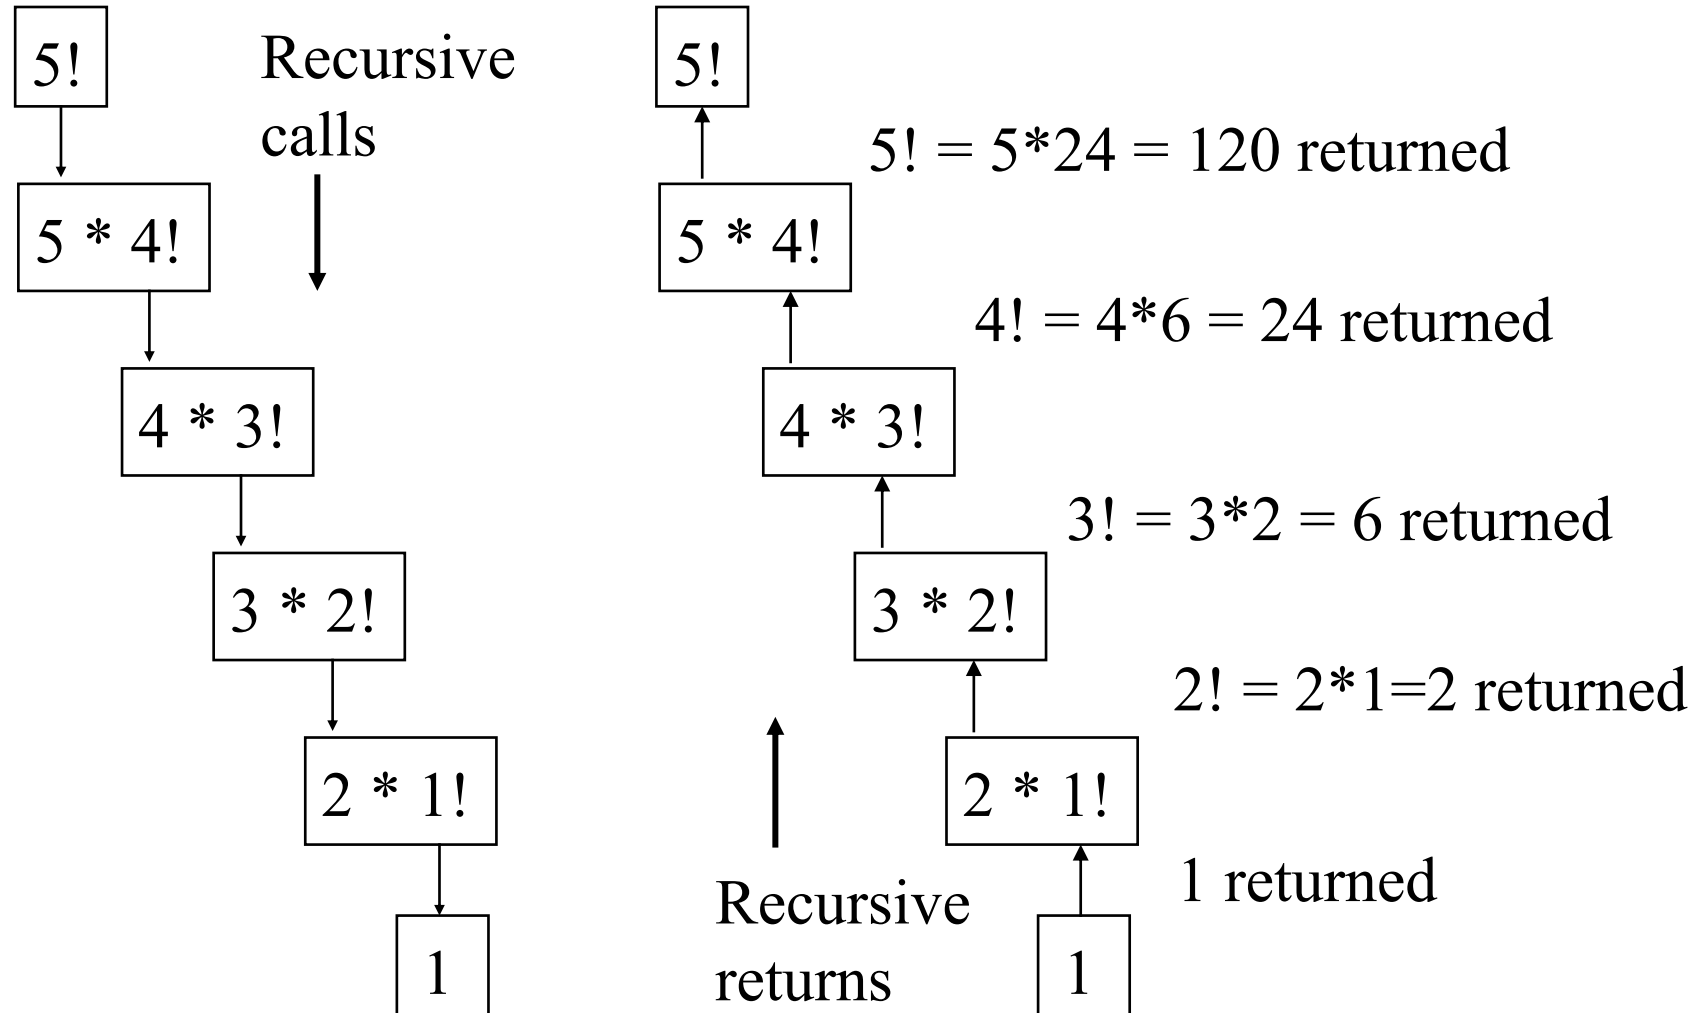 5!
Recursive
calls
5 * 4!
4 * 3!
3 * 2!
2 * 1!
1
5!
5! = 5*24 = 120 returned
5 * 4!
4! = 4*6 = 24 returned
4 * 3!
3! = 3*2 = 6 returned
3 * 2!
2! = 2*1=2 returned
2 * 1!
1 returned
Recursive
returns
1